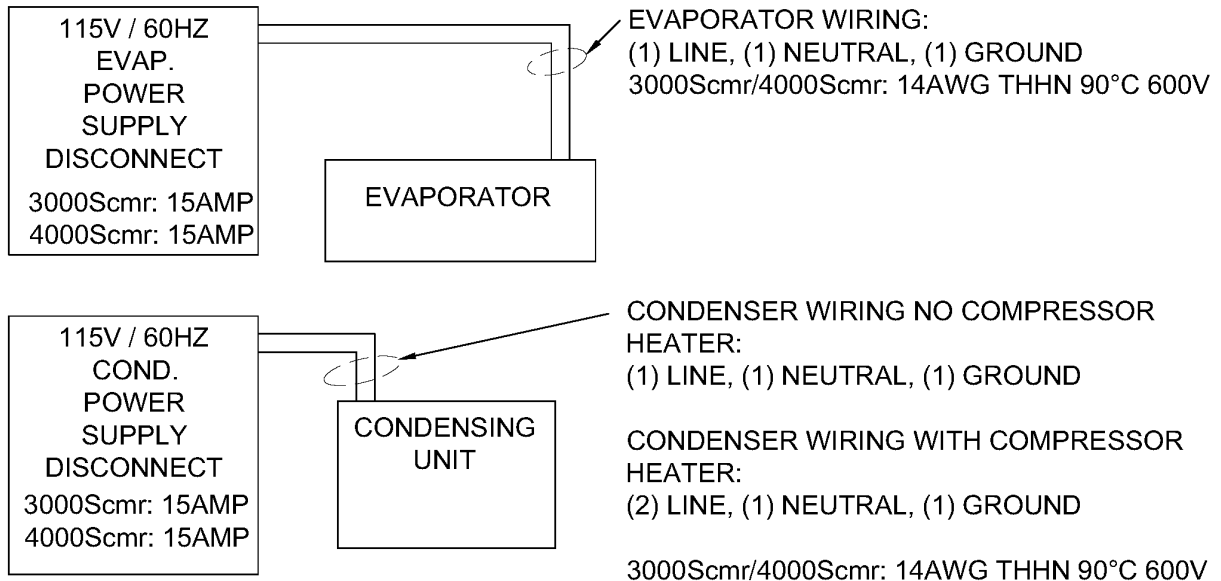 115V / 60HZ
EVAP.
POWER
SUPPLY
DISCONNECT
3000Scmr: 15AMP
4000Scmr: 15AMP
EVAPORATOR
EVAPORATOR WIRING:
(1) LINE, (1) NEUTRAL, (1) GROUND
3000Scmr/4000Scmr: 14AWG THHN 90°C 600V
115V / 60HZ
COND.
POWER
SUPPLY
DISCONNECT
3000Scmr: 15AMP
4000Scmr: 15AMP
CONDENSING
UNIT
CONDENSER WIRING NO COMPRESSOR
HEATER:
(1) LINE, (1) NEUTRAL, (1) GROUND
CONDENSER WIRING WITH COMPRESSOR
HEATER:
(2) LINE, (1) NEUTRAL, (1) GROUND
3000Scmr/4000Scmr: 14AWG THHN 90°C 600V